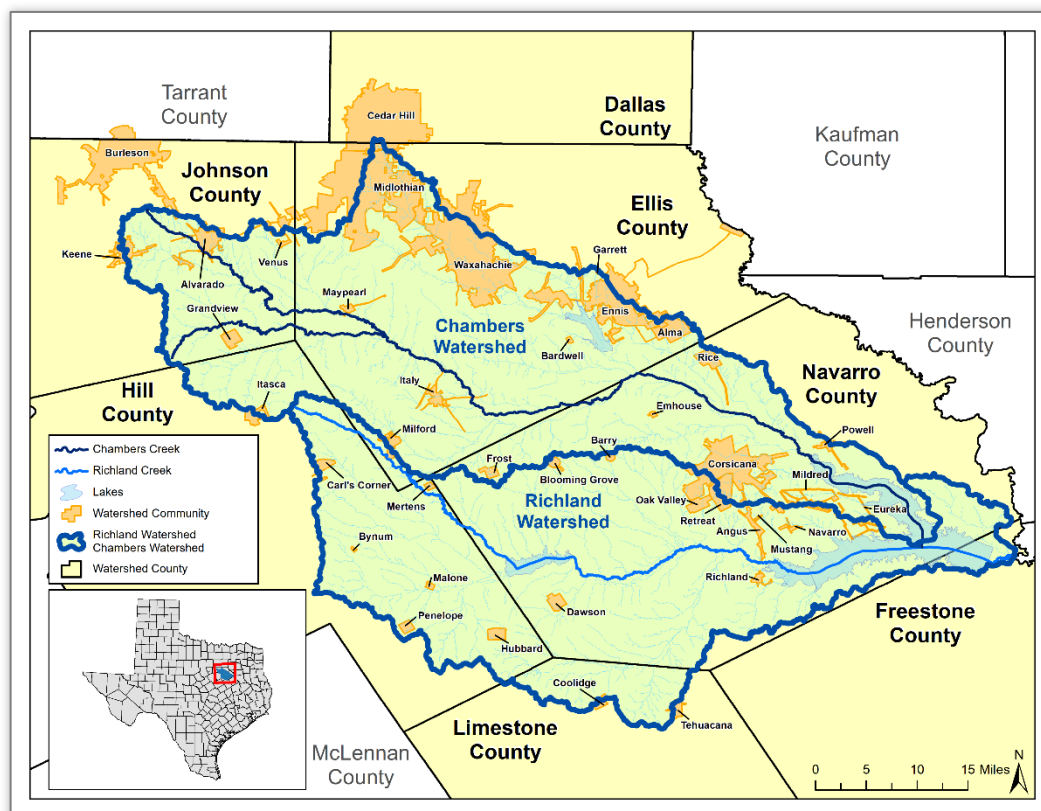 Tarrant
County
Cedar Hill
Dallas
County
Kaufman
County
Burleson
Johnson
County
Midlothian
Ellis
County
Keene
Alvarado
Venus
Waxahachie
Garrett
Grandview
Maypearl
Ennis
Alma
Chambers
Watershed
Bardwell
Rice
Henderson
County
Hill
County
Itasca
Italy
Navarro
County
Emhouse
Milford
Powell
Chambers Creek
Richland Creek
Lakes
Watershed Community
Richland Watershed
Chambers Watershed
Watershed County
Carl's Corner
Mertens
Frost
Blooming Grove
Barry
Corsicana
Mildred
Richland
Watershed
Oak Valley
Retreat
Angus
Mustang
Navarro
Eureka
Bynum
Malone
Richland
Penelope
Dawson
Hubbard
Freestone
County
Coolidge
Tehuacana
Limestone
County
McLennan
County
N
0 5 10 15 Miles